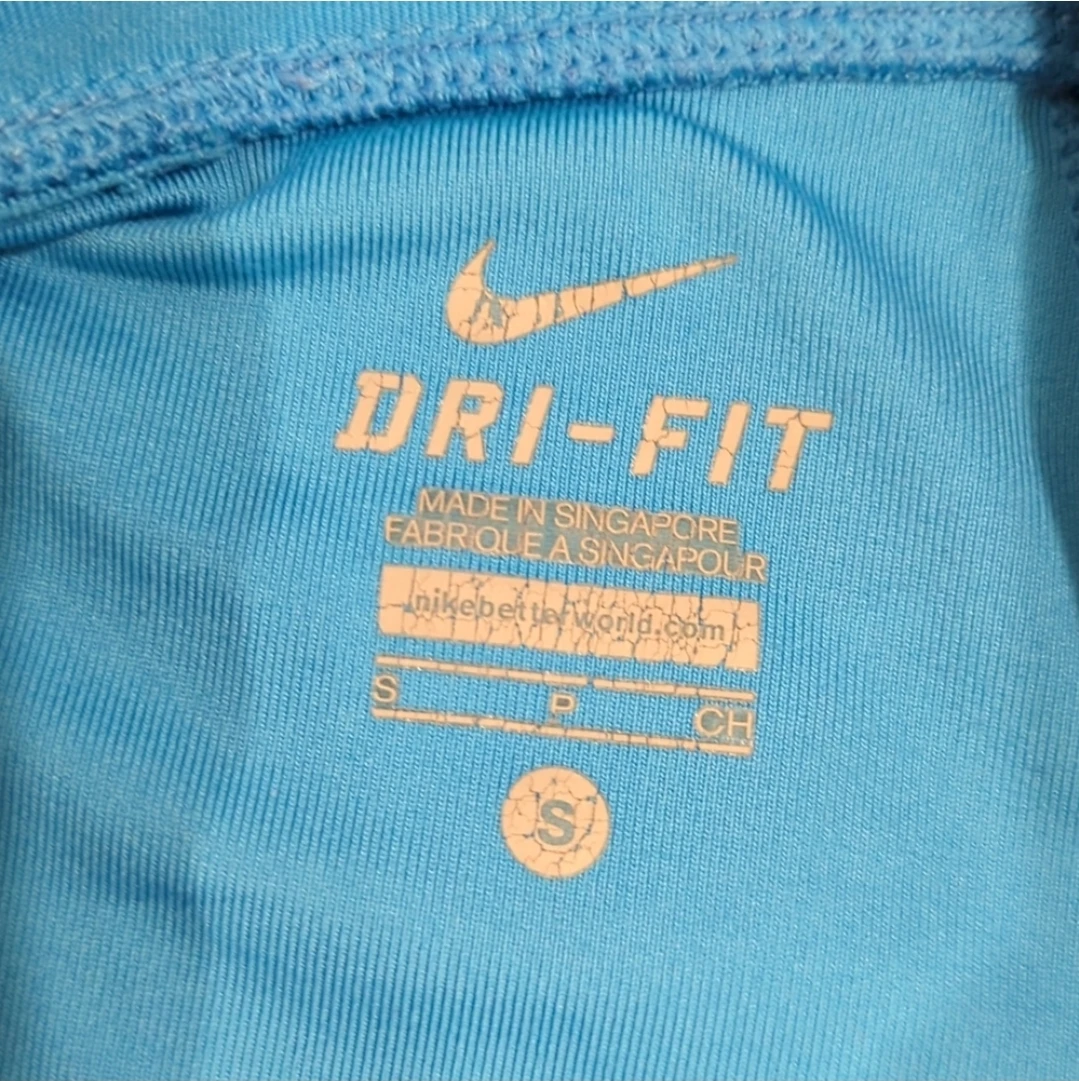 DRI-FIT
MADE IN SINGAPORE
FABRIQUE A SINGAPOUR
nikebetterworld.com
S P CH
S